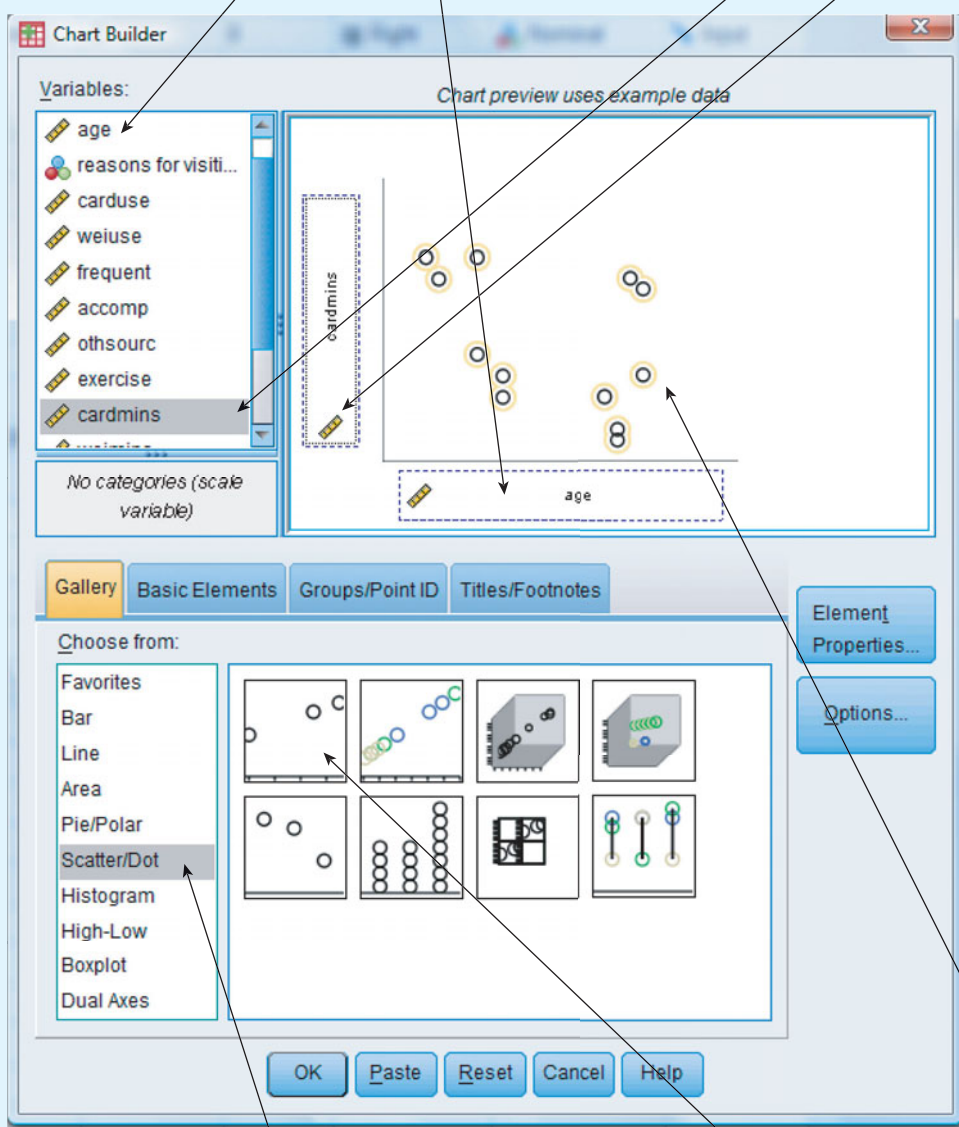 Chart Builder
Variables:
Chart preview uses example data
age
reasons for visiti...
carduse
weiuse
frequent
accomp
othsourc
exercise
cardmins
No categories (scale
variable)
cardmins
age
Gallery
Basic Elements
Groups/Point ID
Titles/Footnotes
Element
Properties...
Options...
Choose from:
Favorites
Bar
Line
Area
Pie/Polar
Scatter/Dot
Histogram
High-Low
Boxplot
Dual Axes
OK
Paste
Reset
Cancel
Help